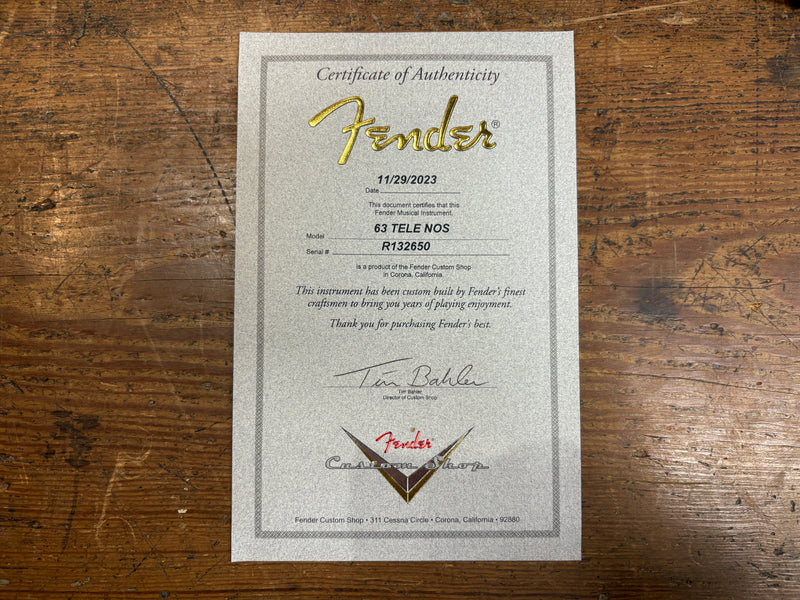 Certificate of Authenticity
Fender®
11/29/2023
Date
This document certifies that this
Fender Musical Instrument,
Model 63 TELE NOS
Serial # R132650
is a product of the Fender Custom Shop
in Corona, California.
This instrument has been custom built by Fender's finest
craftsmen to bring you years of playing enjoyment.
Thank you for purchasing Fender's best.
Tim Bahler
Tim Bahler
Director of Custom Shop
Fender
Custom Shop
Fender Custom Shop • 311 Cessna Circle • Corona, California • 92880